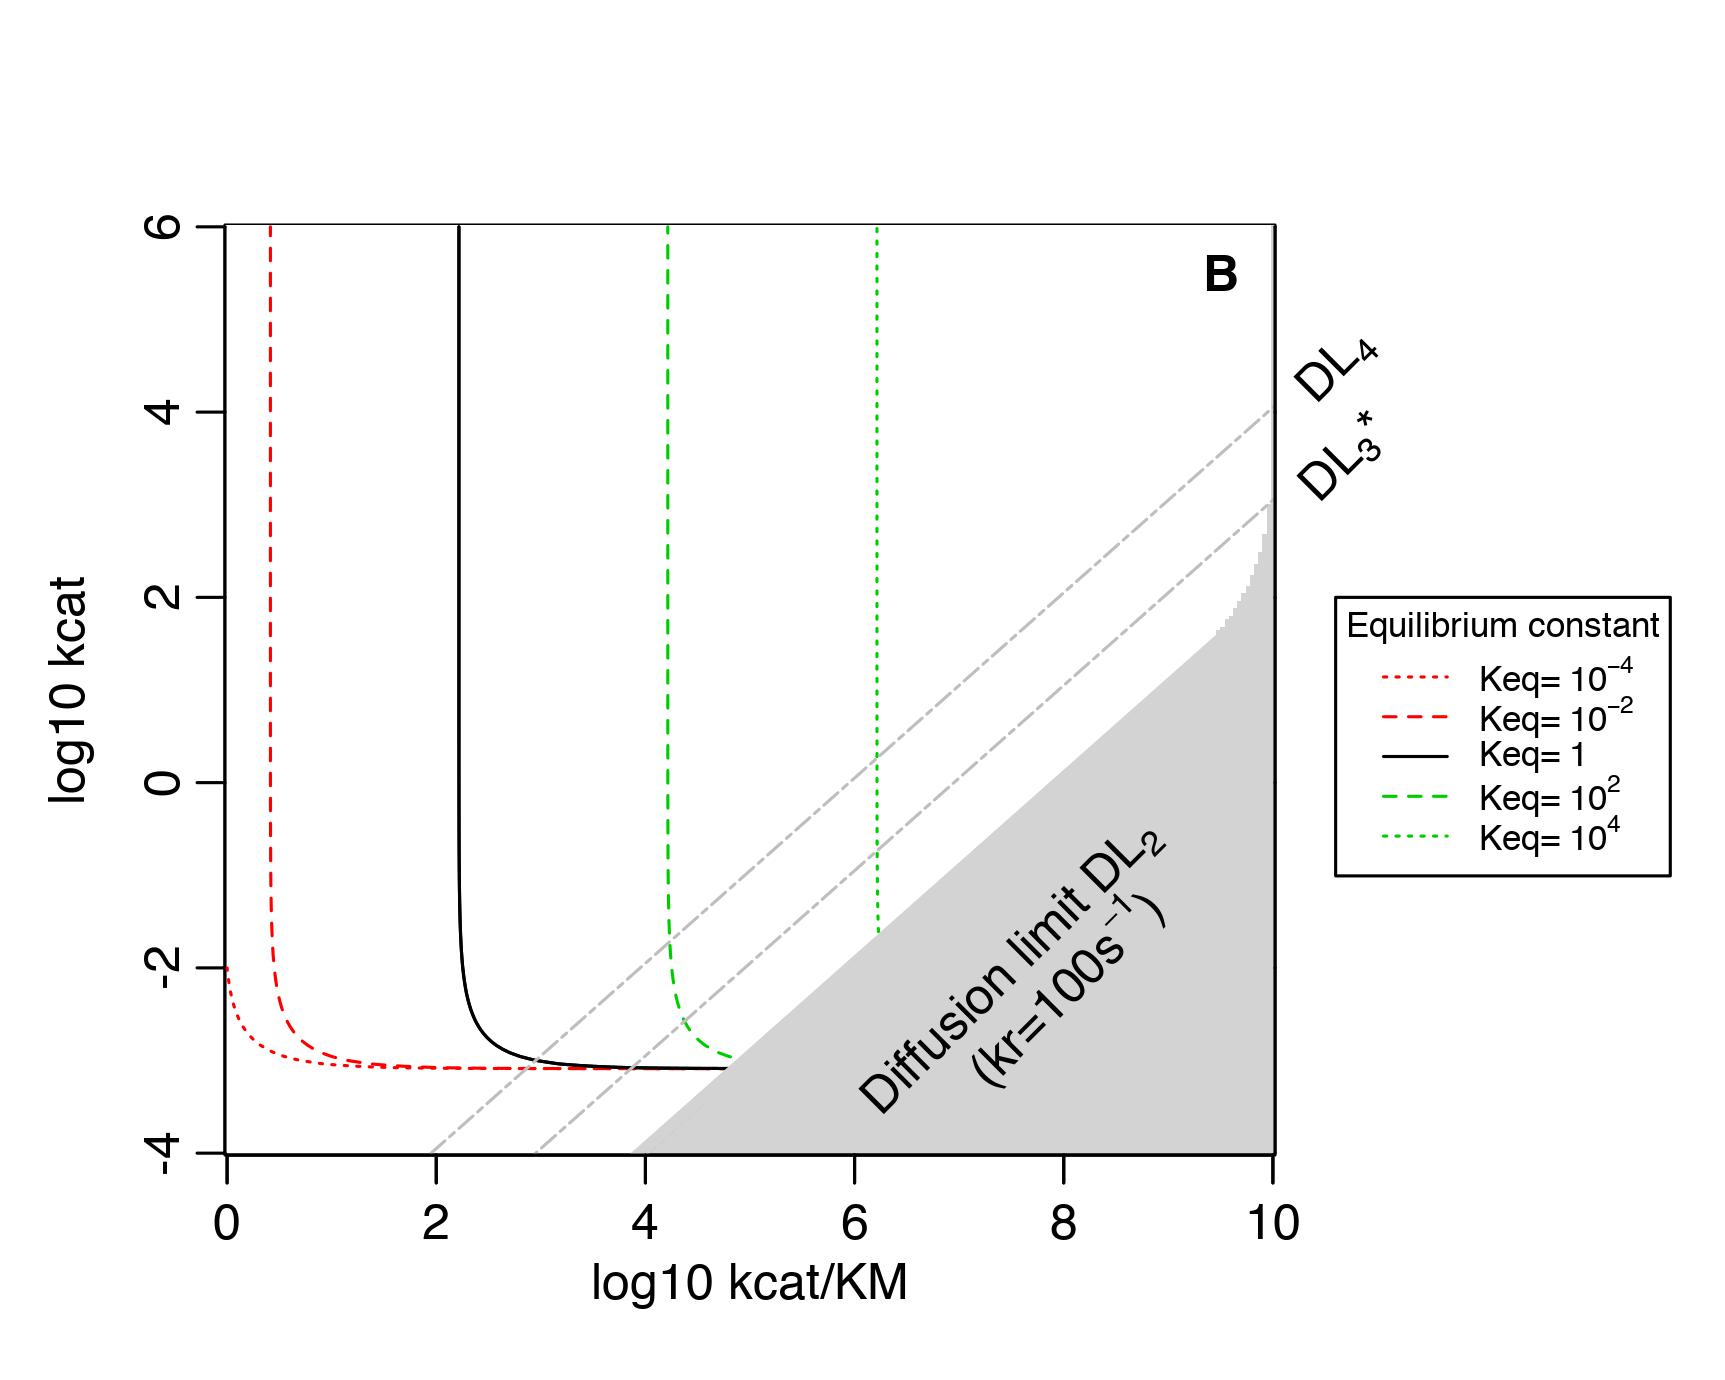 B
6
4
2
0
-2
-4
log10 kcat
0 2 4 6 8 10
log10 kcat/KM
DL₄
DL₃*
Diffusion limit DL₂
(kr=100s⁻¹)
Equilibrium constant
Keq= 10⁻⁴
Keq= 10⁻²
Keq= 1
Keq= 10²
Keq= 10⁴